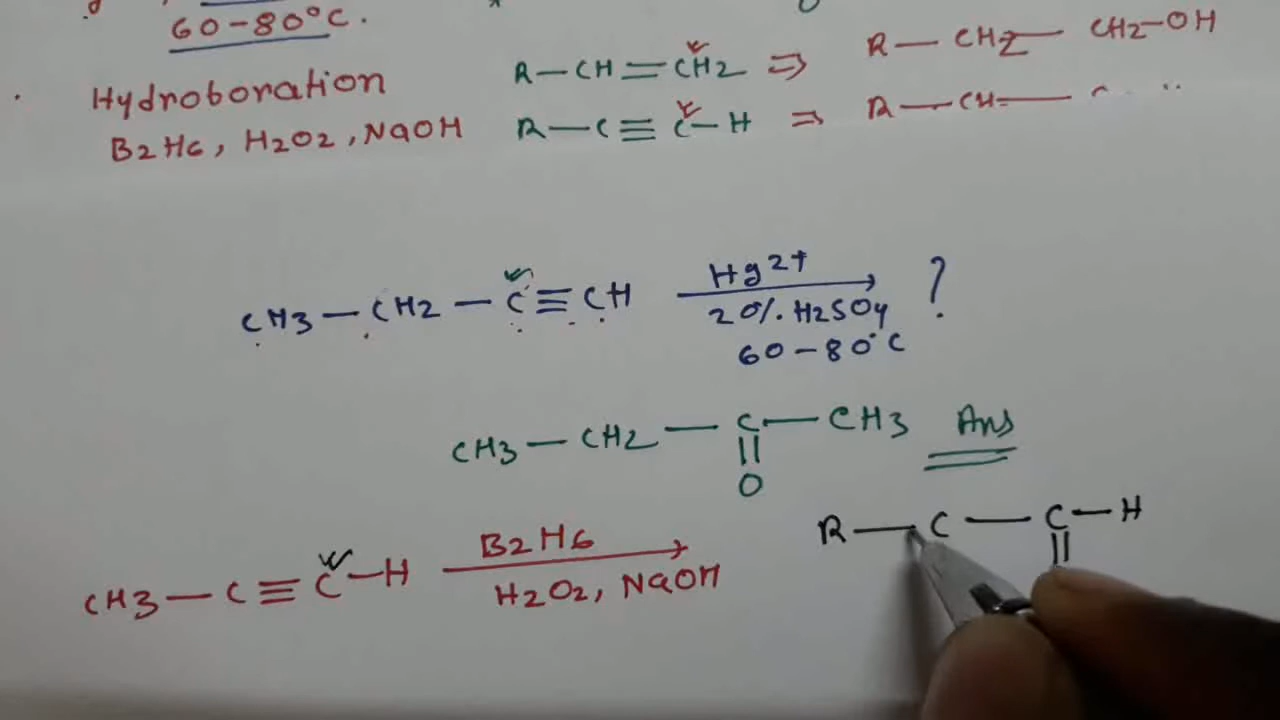 60-80°C.
Hydroboration
B2H6, H2O2, NaOH
R—CH=CH2 ⇒ R—CH2—CH2-OH
R—C≡C-H ⇒ R—CH
CH3—CH2—C≡CH Hg2+ ?
20% H2SO4
60-80°C
CH3—CH2—C—CH3 Ans
||
O
R—C—C-H
||
CH3—C≡C-H B2H6
H2O2, NaOH